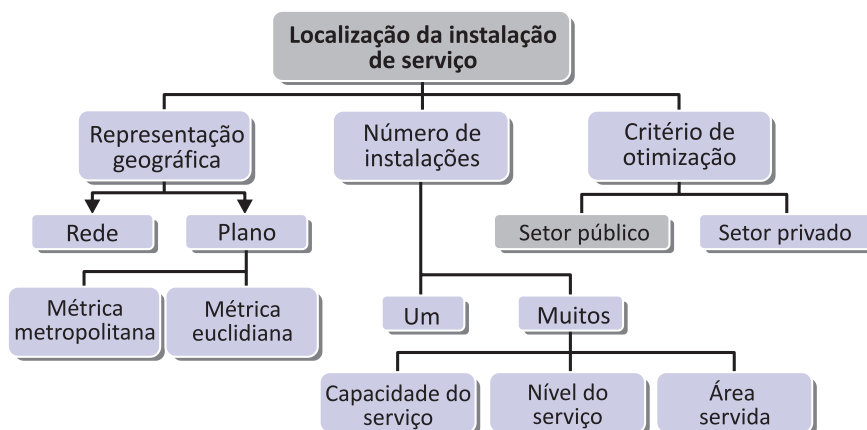 Localização da instalação
de serviço
Representação
geográfica
Número de
instalações
Critério de
otimização
Rede
Plano
Setor público
Setor privado
Métrica
metropolitana
Métrica
euclidiana
Um
Muitos
Capacidade do
serviço
Nível do
serviço
Área
servida